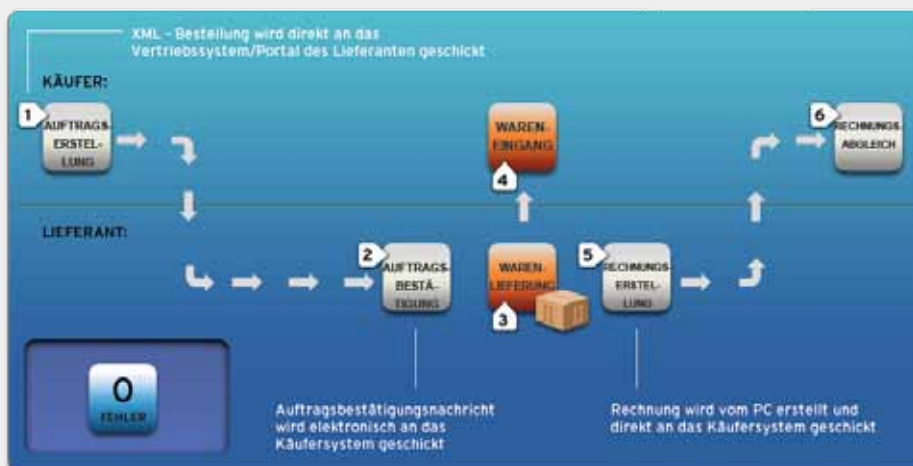 XML - Bestellung wird direkt an das
Vertriebssystem/Portal des Lieferanten geschickt
KÄUFER:
1
AUFTRAGS-
ERSTEL-
LUNG
WAREN-
EINGANG
4
6
RECHNUNGS-
ABGLEICH
LIEFERANT:
2
AUFTRAGS-
BESTÄ-
TIGUNG
WAREN-
LIEFERUNG
3
5
RECHNUNGS-
ERSTEL-
LUNG
0
FEHLER
Auftragsbestätigungsnachricht
wird elektronisch an das
Käufersystem geschickt
Rechnung wird vom PC erstellt und
direkt an das Käufersystem geschickt